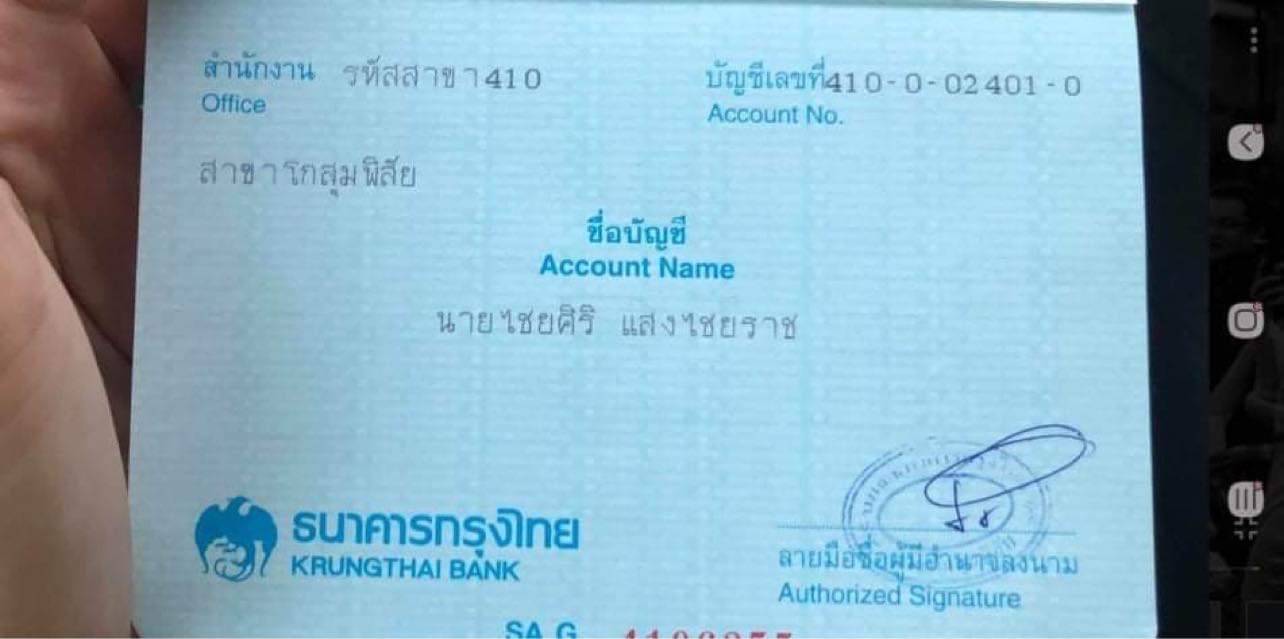 สำนักงาน รหัสสาขา410
Office
บัญชีเลขที่410-0-02401-0
Account No.
สาขาโกสุมพิสัย
ชื่อบัญชี
Account Name
นายไชยศิริ แสงไชยราช
ธนาคารกรุงไทย
KRUNGTHAI BANK
ลายมือชื่อผู้มีอำนาจลงนาม
Authorized Signature
SA G